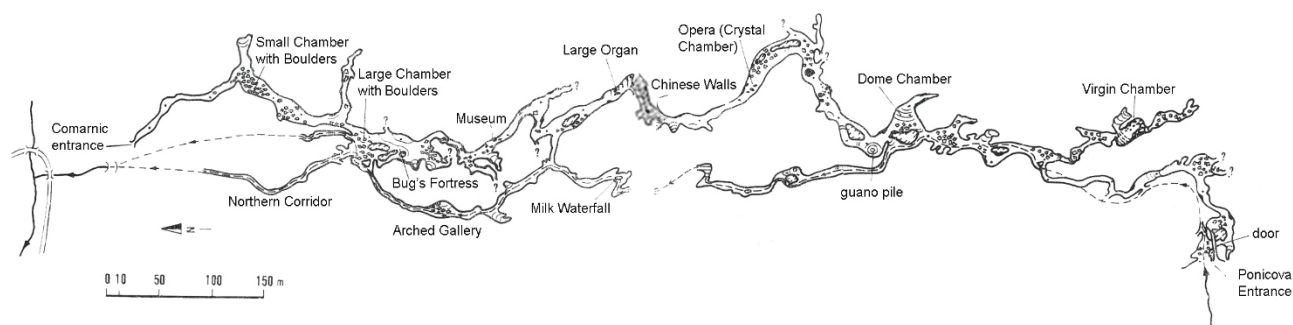 Small Chamber
with Boulders
Large Chamber
with Boulders
Comarnic
entrance
Museum
Large Organ
Chinese Walls
Opera (Crystal
Chamber)
Dome Chamber
Virgin Chamber
Bug's Fortress
Northern Corridor
Arched Gallery
Milk Waterfall
guano pile
door
Ponicova
Entrance
N
0 10 50 100 150 m
?
?
?
?
?
?
?
?
?
?